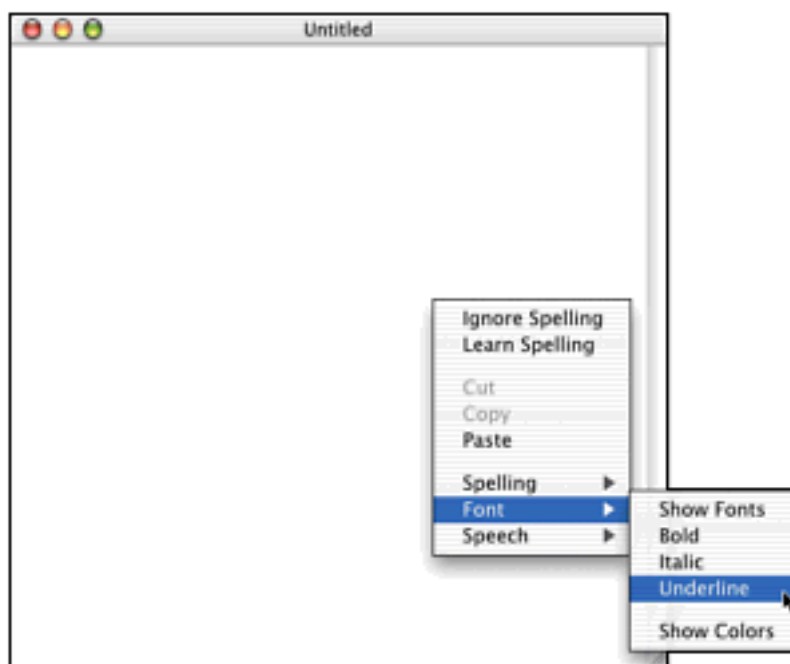 Untitled
Ignore Spelling
Learn Spelling
Cut
Copy
Paste
Spelling
Font
Speech
Show Fonts
Bold
Italic
Underline
Show Colors